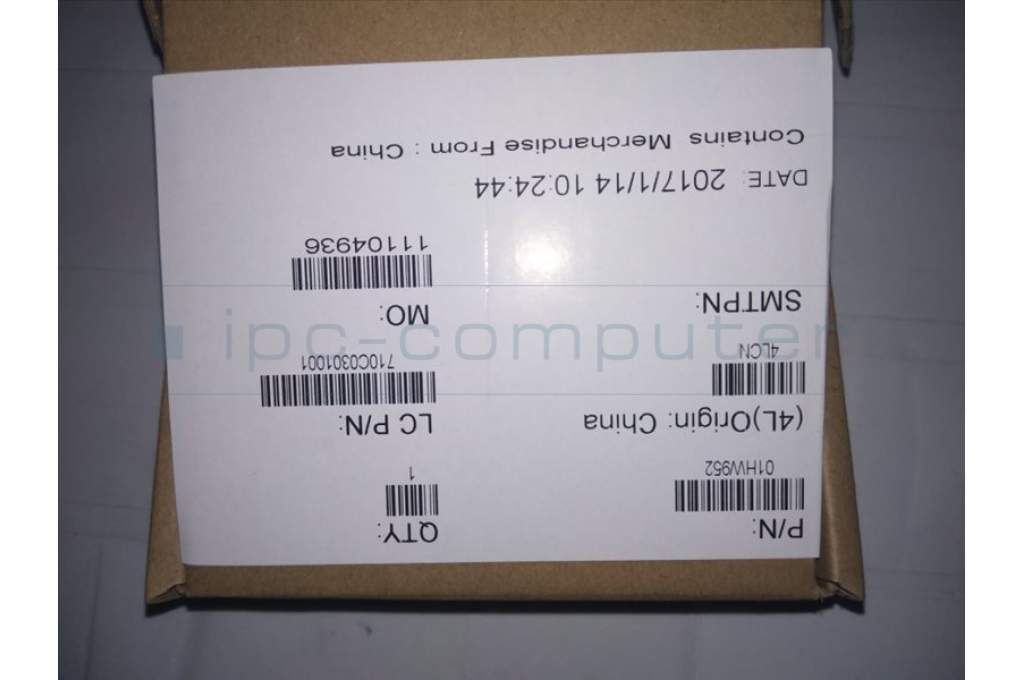 P/N:
01HW952
QTY:
1
(4L)Origin: China
4LCN
LC P/N:
710C0301001
SMTPN:
MO:
11104936
DATE: 2017/1/14 10:24:44
Contains Merchandise From : China
ipc-computer